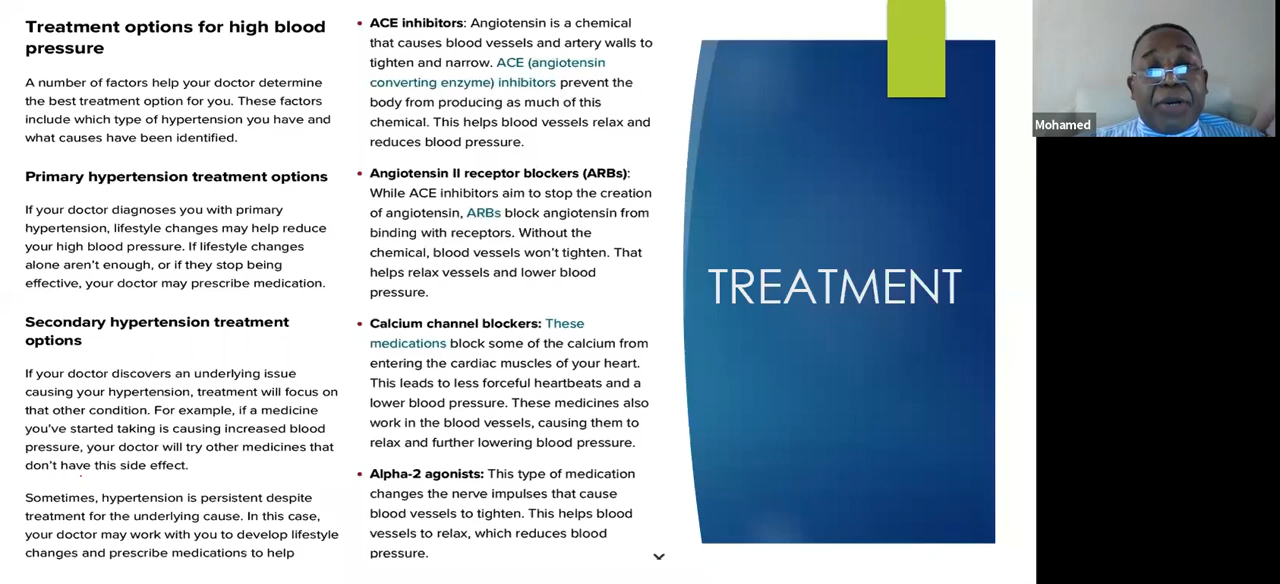 Treatment options for high blood
pressure
A number of factors help your doctor determine
the best treatment option for you. These factors
include which type of hypertension you have and
what causes have been identified.
Primary hypertension treatment options
If your doctor diagnoses you with primary
hypertension, lifestyle changes may help reduce
your high blood pressure. If lifestyle changes
alone aren't enough, or if they stop being
effective, your doctor may prescribe medication.
Secondary hypertension treatment
options
If your doctor discovers an underlying issue
causing your hypertension, treatment will focus on
that other condition. For example, if a medicine
you've started taking is causing increased blood
pressure, your doctor will try other medicines that
don't have this side effect.
Sometimes, hypertension is persistent despite
treatment for the underlying cause. In this case,
your doctor may work with you to develop lifestyle
changes and prescribe medications to help
• ACE inhibitors: Angiotensin is a chemical
that causes blood vessels and artery walls to
tighten and narrow. ACE (angiotensin
converting enzyme) inhibitors prevent the
body from producing as much of this
chemical. This helps blood vessels relax and
reduces blood pressure.
• Angiotensin II receptor blockers (ARBs):
While ACE inhibitors aim to stop the creation
of angiotensin, ARBs block angiotensin from
binding with receptors. Without the
chemical, blood vessels won't tighten. That
helps relax vessels and lower blood
pressure.
• Calcium channel blockers: These
medications block some of the calcium from
entering the cardiac muscles of your heart.
This leads to less forceful heartbeats and a
lower blood pressure. These medicines also
work in the blood vessels, causing them to
relax and further lowering blood pressure.
• Alpha-2 agonists: This type of medication
changes the nerve impulses that cause
blood vessels to tighten. This helps blood
vessels to relax, which reduces blood
pressure.
TREATMENT
Mohamed